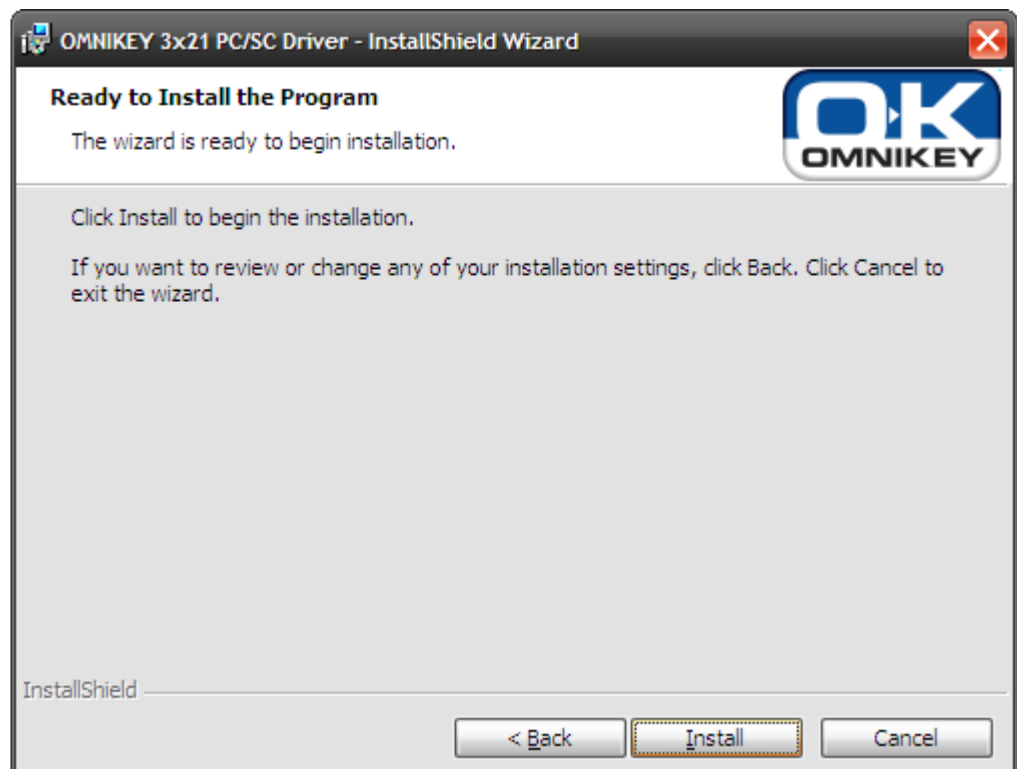 OMNIKEY 3x21 PC/SC Driver - InstallShield Wizard
Ready to Install the Program
The wizard is ready to begin installation.
OK
OMNIKEY
Click Install to begin the installation.
If you want to review or change any of your installation settings, click Back. Click Cancel to
exit the wizard.
InstallShield
< Back
Install
Cancel